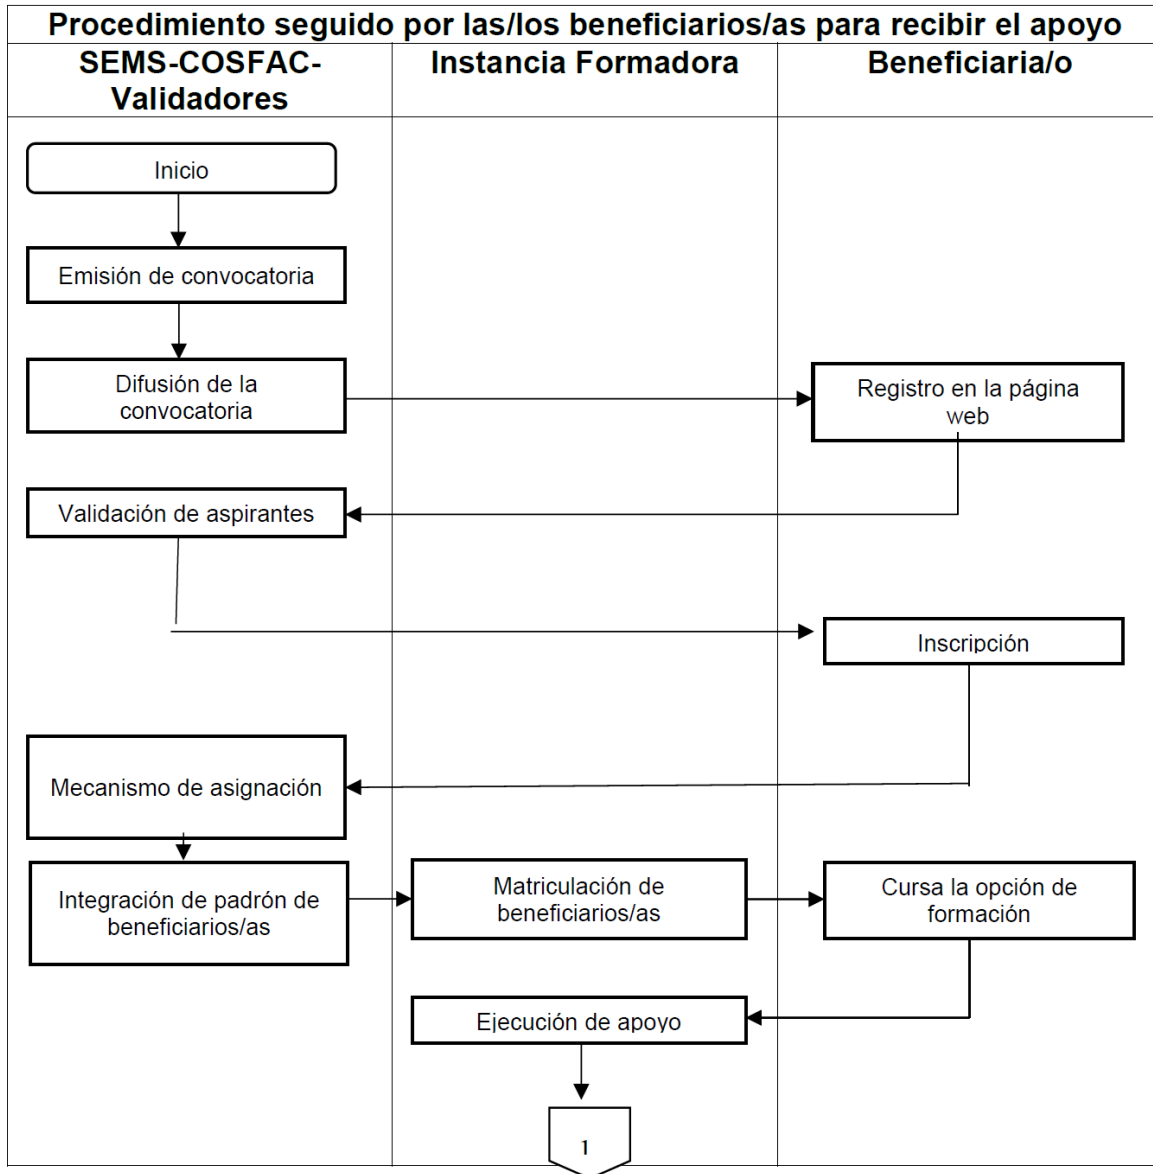 Procedimiento seguido por las/los beneficiarios/as para recibir el apoyo
SEMS-COSFAC-
Validadores
Instancia Formadora
Beneficiaria/o
Inicio
Emisión de convocatoria
Difusión de la
convocatoria
Registro en la página
web
Validación de aspirantes
Inscripción
Mecanismo de asignación
Integración de padrón de
beneficiarios/as
Matriculación de
beneficiarios/as
Cursa la opción de
formación
Ejecución de apoyo
1